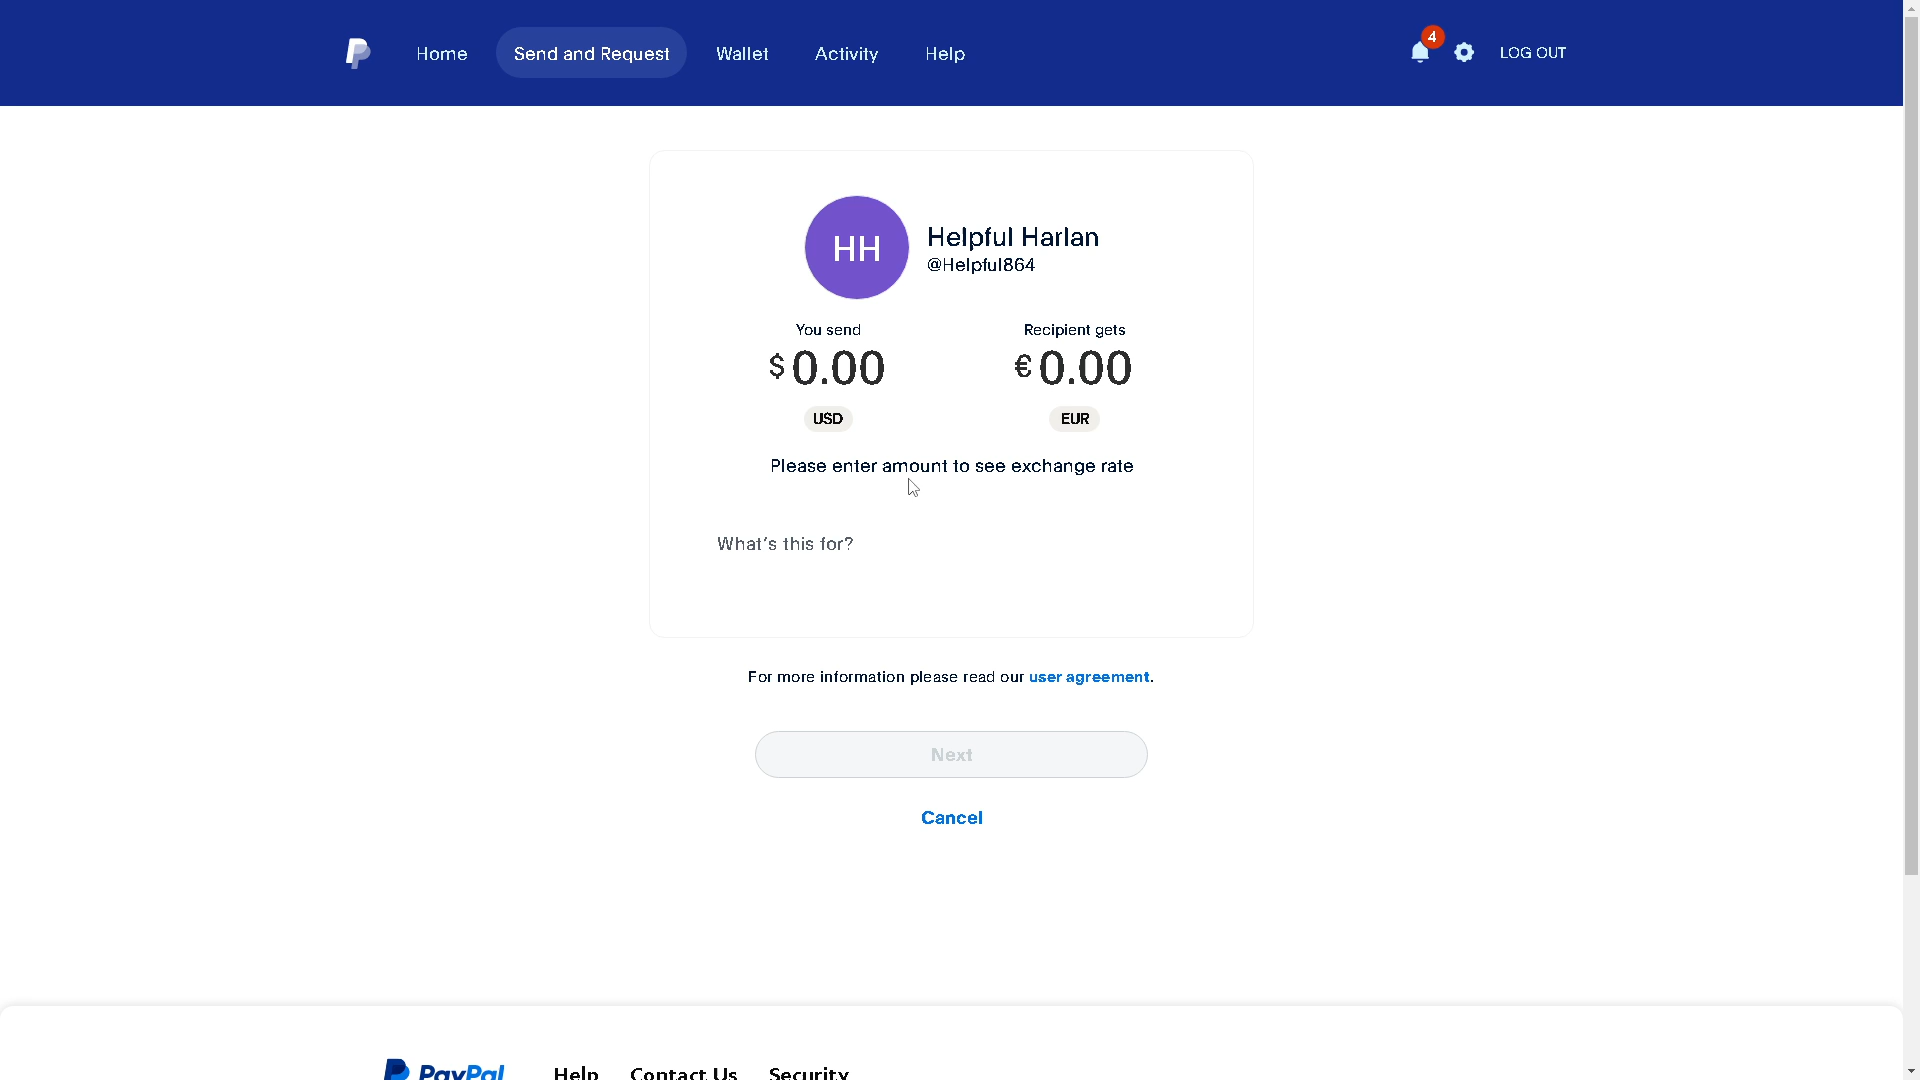 Home Send and Request Wallet Activity Help 4 LOG OUT
HH
Helpful Harlan
@Helpful864
You send Recipient gets
$0.00 €0.00
USD EUR
Please enter amount to see exchange rate
What's this for?
For more information please read our user agreement.
Next
Cancel
PayPal Help Contact Us Security